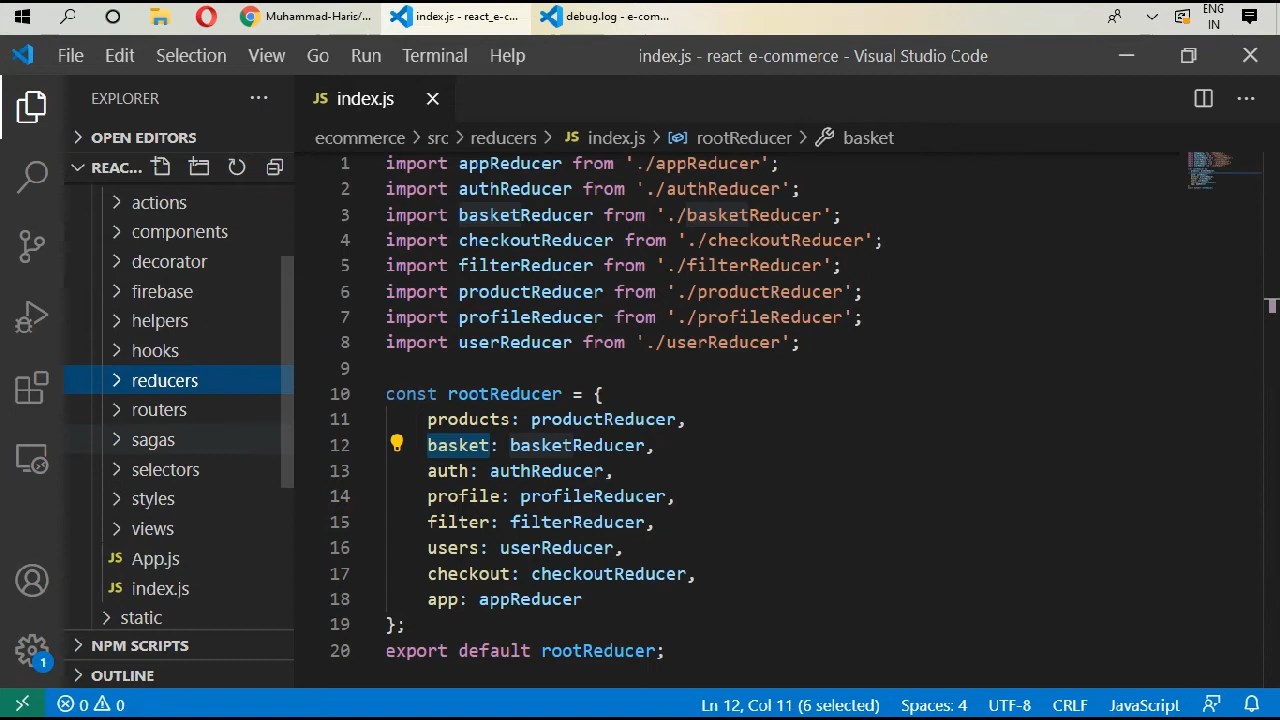 Muhammad-Haris/...
index.js - react_e-c...
debug.log - e-com...
ENG
IN
File Edit Selection View Go Run Terminal Help
index.js - react e-commerce - Visual Studio Code
EXPLORER
OPEN EDITORS
REAC...
actions
components
decorator
firebase
helpers
hooks
reducers
routers
sagas
selectors
styles
views
JS App.js
JS index.js
static
NPM SCRIPTS
OUTLINE
JS index.js
ecommerce > src > reducers > JS index.js > rootReducer > basket
1 import appReducer from './appReducer';
2 import authReducer from './authReducer';
3 import basketReducer from './basketReducer';
4 import checkoutReducer from './checkoutReducer';
5 import filterReducer from './filterReducer';
6 import productReducer from './productReducer';
7 import profileReducer from './profileReducer';
8 import userReducer from './userReducer';
9
10 const rootReducer = {
11 products: productReducer,
12 basket: basketReducer,
13 auth: authReducer,
14 profile: profileReducer,
15 filter: filterReducer,
16 users: userReducer,
17 checkout: checkoutReducer,
18 app: appReducer
19 };
20 export default rootReducer;
1
0 0
Ln 12, Col 11 (6 selected)
Spaces: 4
UTF-8
CRLF
JavaScript